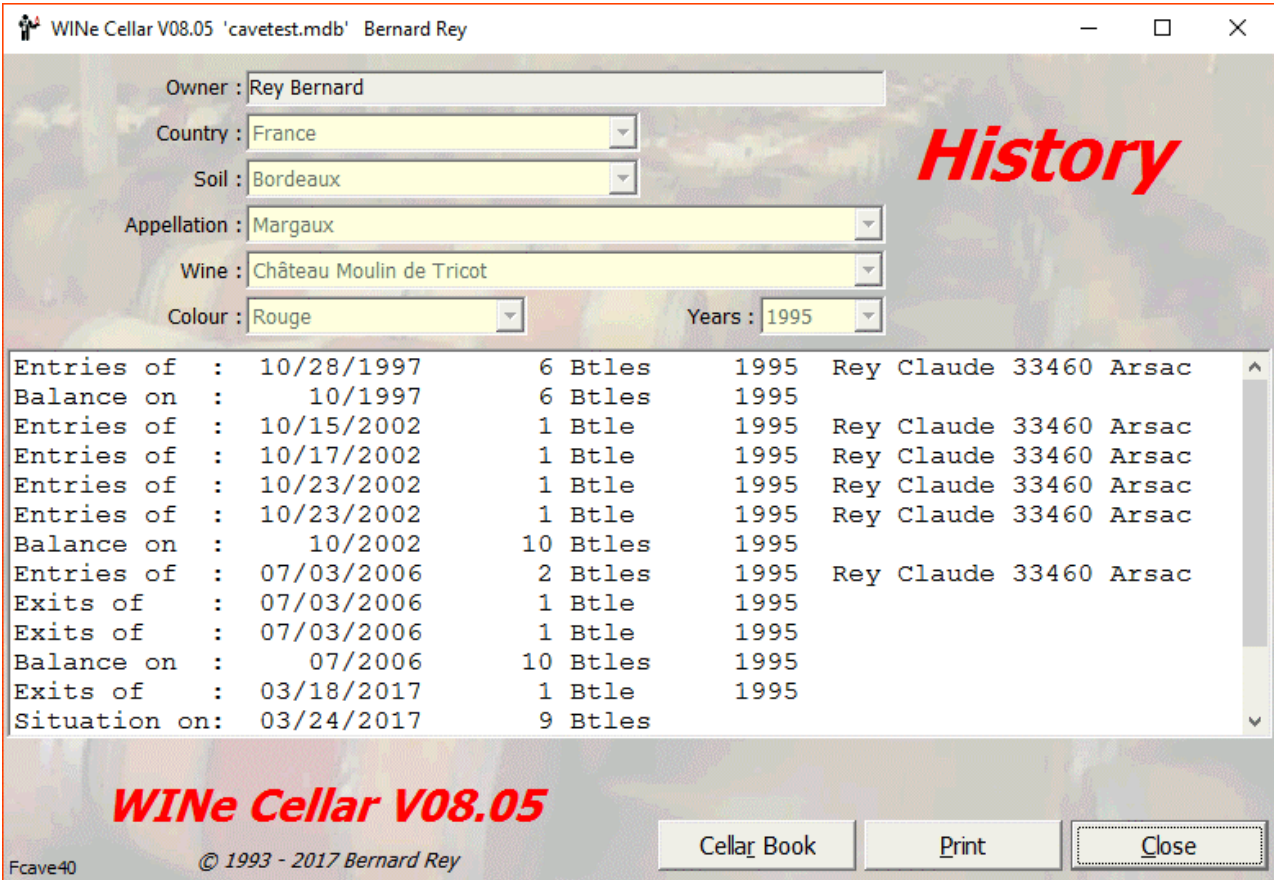 WINe Cellar V08.05 'cavetest.mdb' Bernard Rey
Owner : Rey Bernard
Country : France
History
Soil : Bordeaux
Appellation : Margaux
Wine : Château Moulin de Tricot
Colour : Rouge Years : 1995
Entries of : 10/28/1997 6 Btles 1995 Rey Claude 33460 Arsac
Balance on : 10/1997 6 Btles 1995
Entries of : 10/15/2002 1 Btle 1995 Rey Claude 33460 Arsac
Entries of : 10/17/2002 1 Btle 1995 Rey Claude 33460 Arsac
Entries of : 10/23/2002 1 Btle 1995 Rey Claude 33460 Arsac
Entries of : 10/23/2002 1 Btle 1995 Rey Claude 33460 Arsac
Balance on : 10/2002 10 Btles 1995
Entries of : 07/03/2006 2 Btles 1995 Rey Claude 33460 Arsac
Exits of : 07/03/2006 1 Btle 1995
Exits of : 07/03/2006 1 Btle 1995
Balance on : 07/2006 10 Btles 1995
Exits of : 03/18/2017 1 Btle 1995
Situation on: 03/24/2017 9 Btles
WINe Cellar V08.05
Cellar Book Print Close
Fcave40 © 1993 - 2017 Bernard Rey